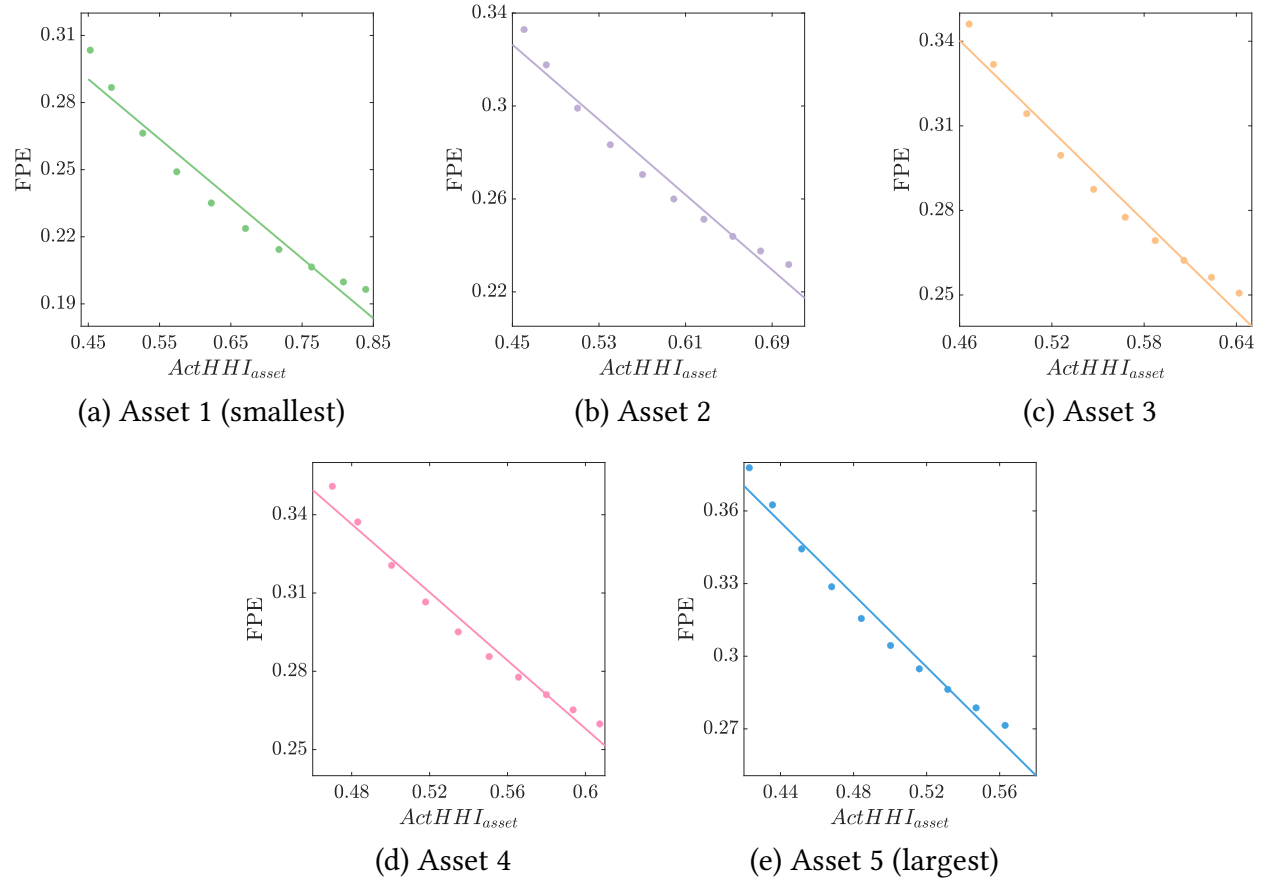 0.31
0.28
0.25
0.22
0.19
FPE
0.45 0.55 0.65 0.75 0.85
ActHHI_asset
(a) Asset 1 (smallest)
0.34
0.3
0.26
0.22
FPE
0.45 0.53 0.61 0.69
ActHHI_asset
(b) Asset 2
0.34
0.31
0.28
0.25
FPE
0.46 0.52 0.58 0.64
ActHHI_asset
(c) Asset 3
0.34
0.31
0.28
0.25
FPE
0.48 0.52 0.56 0.6
ActHHI_asset
(d) Asset 4
0.36
0.33
0.3
0.27
FPE
0.44 0.48 0.52 0.56
ActHHI_asset
(e) Asset 5 (largest)